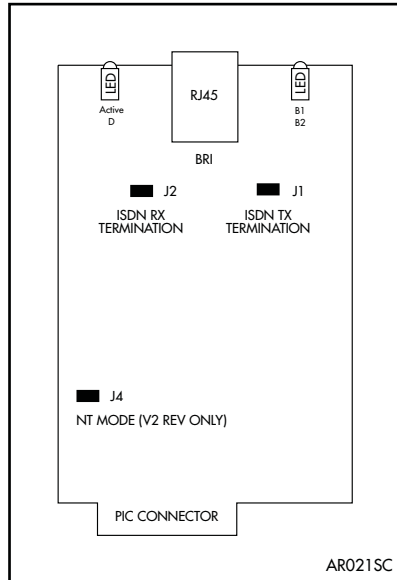 LED
LED
RJ45
Active
D
B1
B2
BRI
J2
J1
ISDN RX
TERMINATION
ISDN TX
TERMINATION
J4
NT MODE (V2 REV ONLY)
PIC CONNECTOR
AR021SC